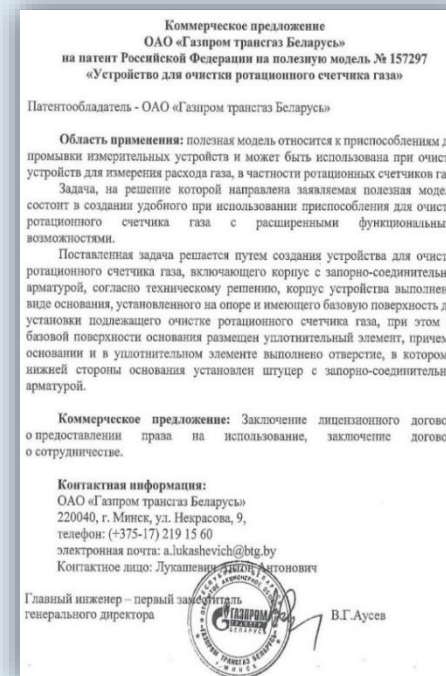 Коммерческое предложение
ОАО «Газпром трансгаз Беларусь»
на патент Российской Федерации на полезную модель № 157297
«Устройство для очистки ротационного счетчика газа»
Патентообладатель - ОАО «Газпром трансгаз Беларусь»
Область применения: полезная модель относится к приспособлениям д
промывки измерительных устройств и может быть использована при очист
устройств для измерения расхода газа, в частности ротационных счетчиков га
Задача, на решение которой направлена заявляемая полезная модел
состоит в создании удобного при использовании приспособления для очист
ротационного счетчика газа с расширенными функциональны
возможностями.
Поставленная задача решается путем создания устройства для очист
ротационного счетчика газа, включающего корпус с запорно-соединительн
арматурой, согласно техническому решению, корпус устройства выполнен
виде основания, установленного на опоре и имеющего базовую поверхность д
установки подлежащего очистке ротационного счетчика газа, при этом
базовой поверхности основания размещен уплотнительный элемент, причем
основании и в уплотнительном элементе выполнено отверстие, в котором
нижней стороны основания установлен штуцер с запорно-соединительн
арматурой.
Коммерческое предложение: Заключение лицензионного догово
о предоставлении права на использование, заключение догово
о сотрудничестве.
Контактная информация:
ОАО «Газпром трансгаз Беларусь»
220040, г. Минск, ул. Некрасова, 9,
телефон: (+375-17) 219 15 60
электронная почта: a.lukashevich@btg.by
Контактное лицо: Лукашевич Антон Антонович
Главный инженер – первый заместитель
генерального директора В.Г.Аусев
ГАЗПРОМ
ТРАНСГАЗ
БЕЛАРУСЬ